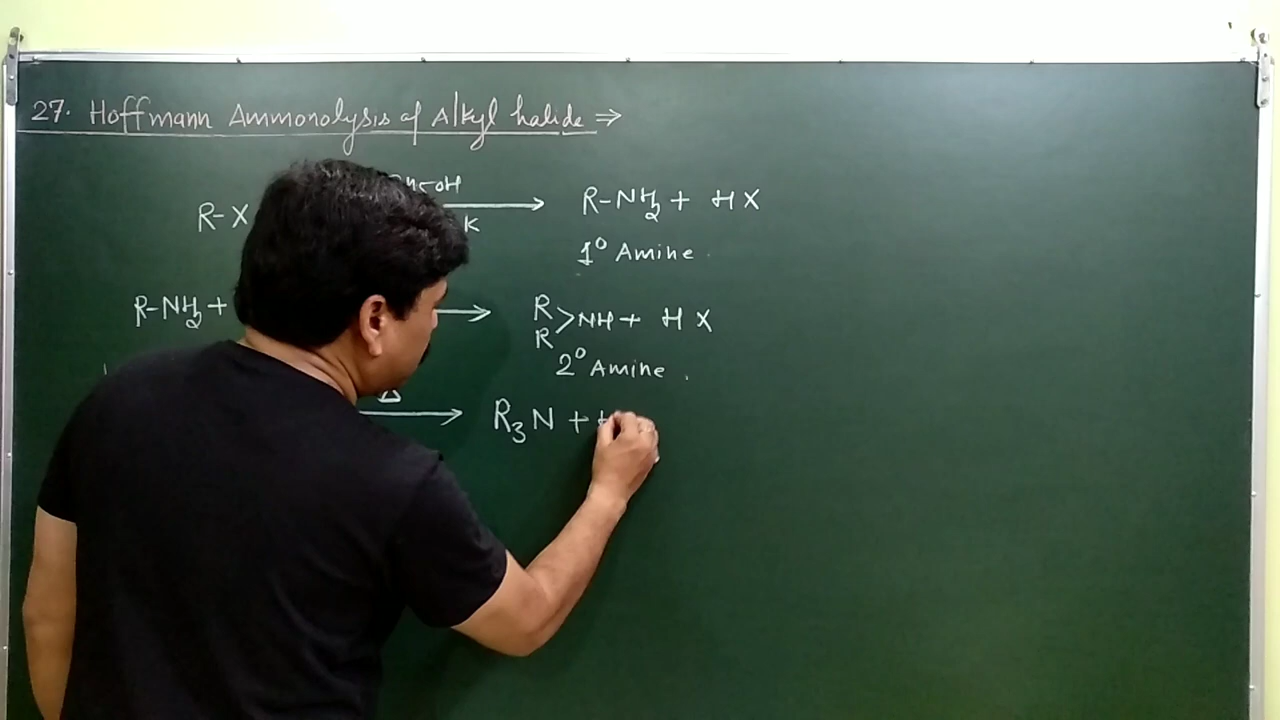 27. Hoffmann Ammonolysis of Alkyl halide ⇒
R-X → R-NH2 + HX
K
1° Amine.
R-NH2 + → R R >NH + HX
2° Amine.
Δ
→ R3N +